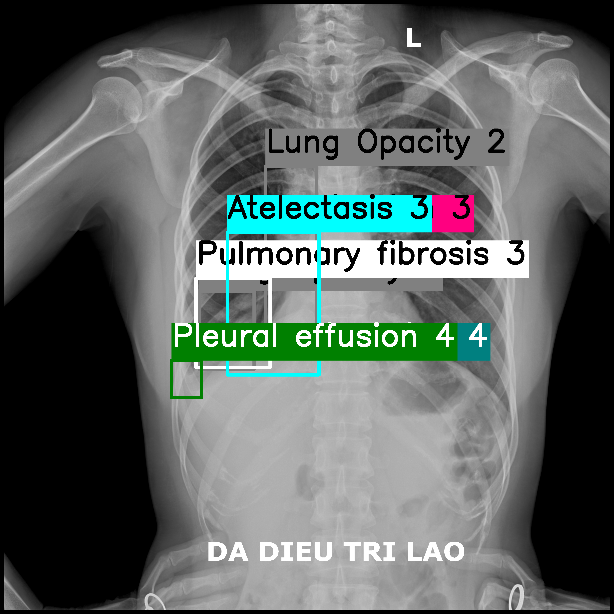 L
Lung Opacity 2
Atelectasis 3 3
Pulmonary fibrosis 3
Pleural effusion 4 4
DA DIEU TRI LAO